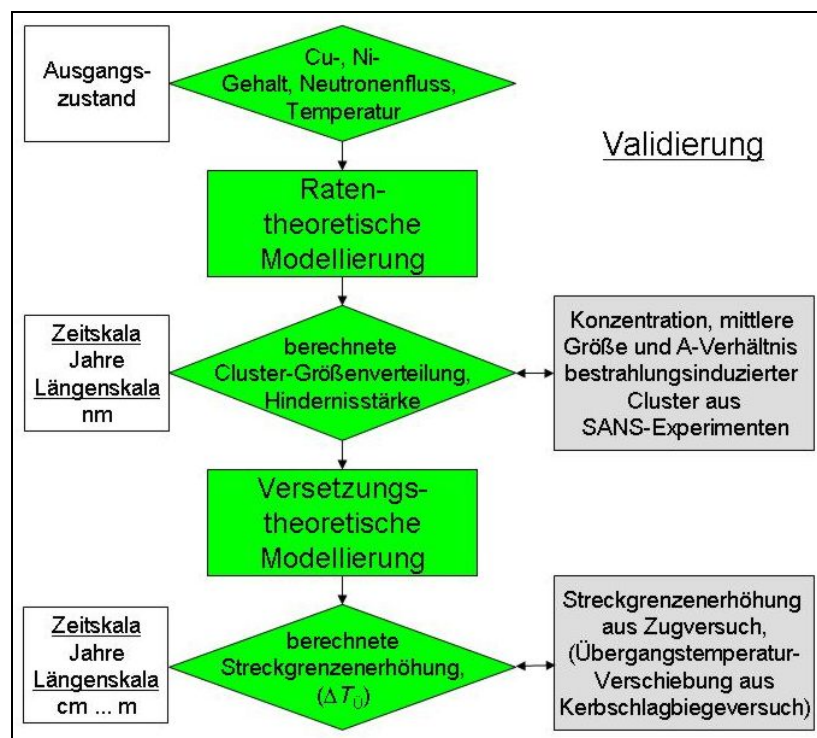 Ausgangs-
zustand
Cu-, Ni-
Gehalt, Neutronenfluss,
Temperatur
Validierung
Raten-
theoretische
Modellierung
Zeitskala
Jahre
Längenskala
nm
berechnete
Cluster-Größenverteilung,
Hindernisstärke
Konzentration, mittlere
Größe und A-Verhältnis
bestrahlungsinduzierter
Cluster aus
SANS-Experimenten
Versetzungs-
theoretische
Modellierung
Zeitskala
Jahre
Längenskala
cm ... m
berechnete
Streckgrenzenerhöhung,
(ΔTÜ)
Streckgrenzenerhöhung
aus Zugversuch,
(Übergangstemperatur-
Verschiebung aus
Kerbschlagbiegeversuch)